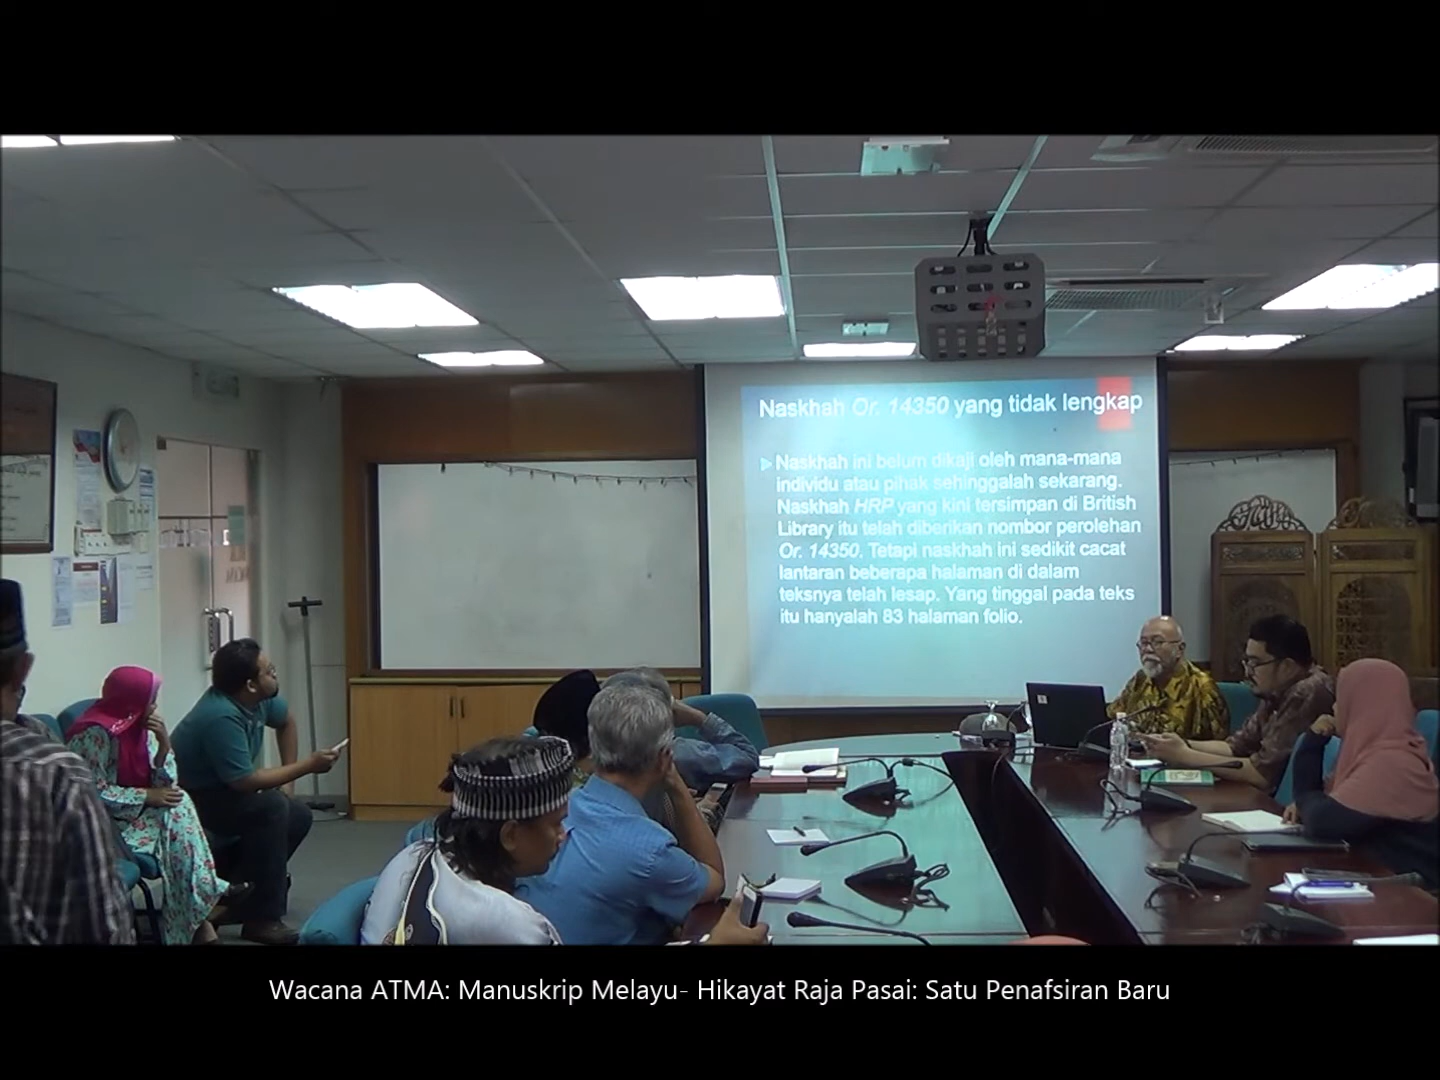 Naskhah Or. 14350 yang tidak lengkap
Naskhah ini belum dikaji oleh mana-mana
individu atau pihak sehinggalah sekarang.
Naskhah HRP yang kini tersimpan di British
Library itu telah diberikan nombor perolehan
Or. 14350. Tetapi naskhah ini sedikit cacat
lantaran beberapa halaman di dalam
teksnya telah lesap. Yang tinggal pada teks
itu hanyalah 83 halaman folio.
Wacana ATMA: Manuskrip Melayu- Hikayat Raja Pasai: Satu Penafsiran Baru